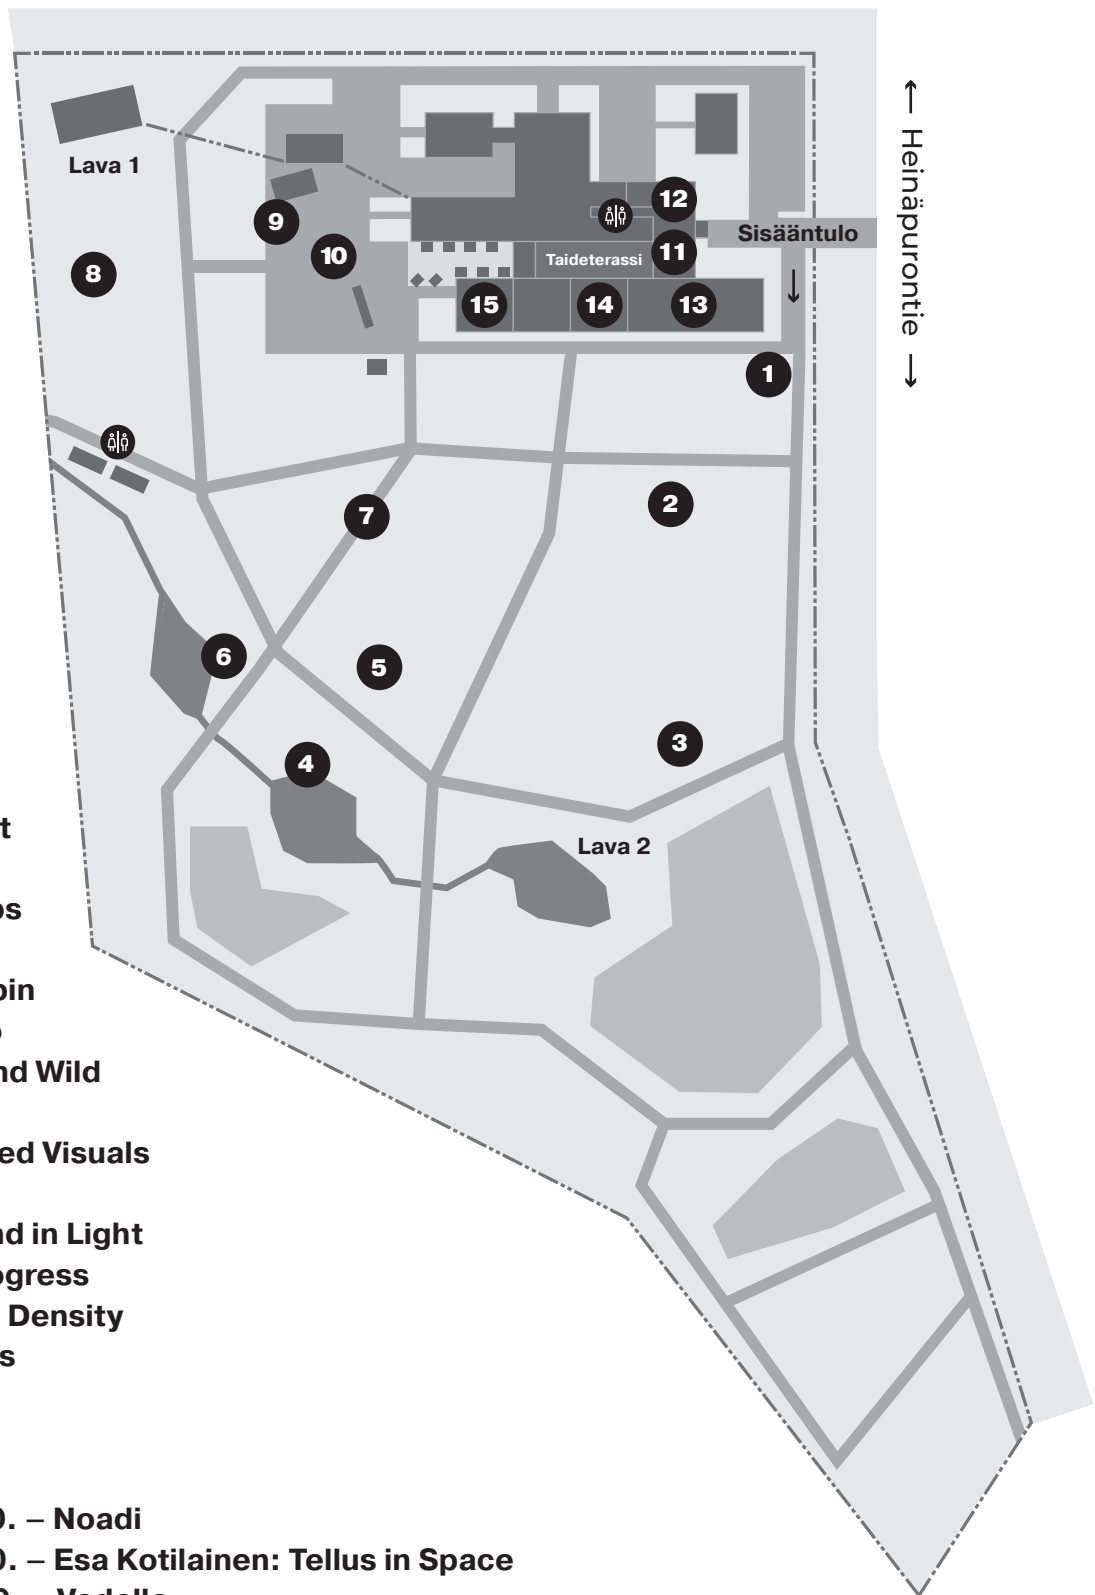 Lava 1
← Heinäpurontie →
12
9
Sisääntulo
11
10
Taideterassi
8
15
14
13
1
2
7
6
5
3
4
Lava 2
t
os
oin
nd Wild
ed Visuals
nd in Light
ogress
Density
s
0. – Noadi
0. – Esa Kotilainen: Tellus in Space